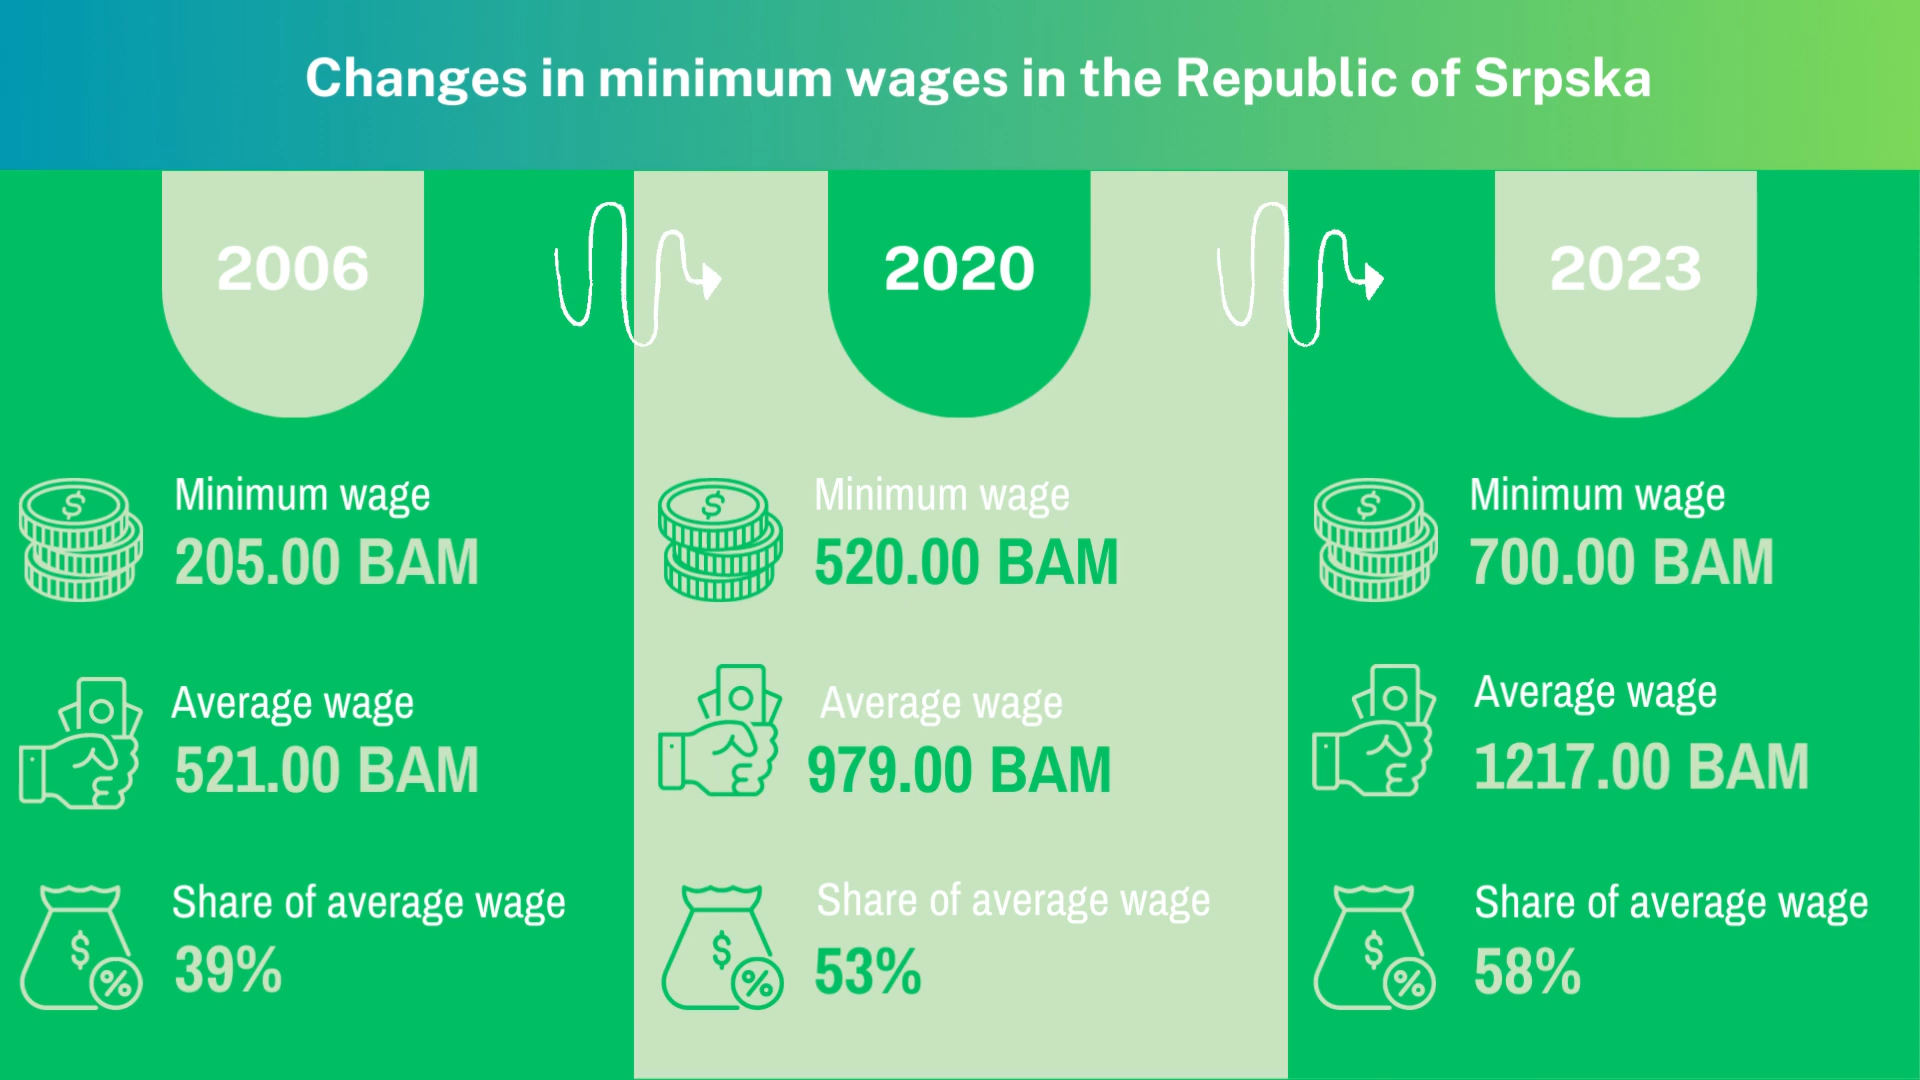 Changes in minimum wages in the Republic of Srpska
2006
Minimum wage
205.00 BAM
Average wage
521.00 BAM
Share of average wage
39%
2020
Minimum wage
520.00 BAM
Average wage
979.00 BAM
Share of average wage
53%
2023
Minimum wage
700.00 BAM
Average wage
1217.00 BAM
Share of average wage
58%